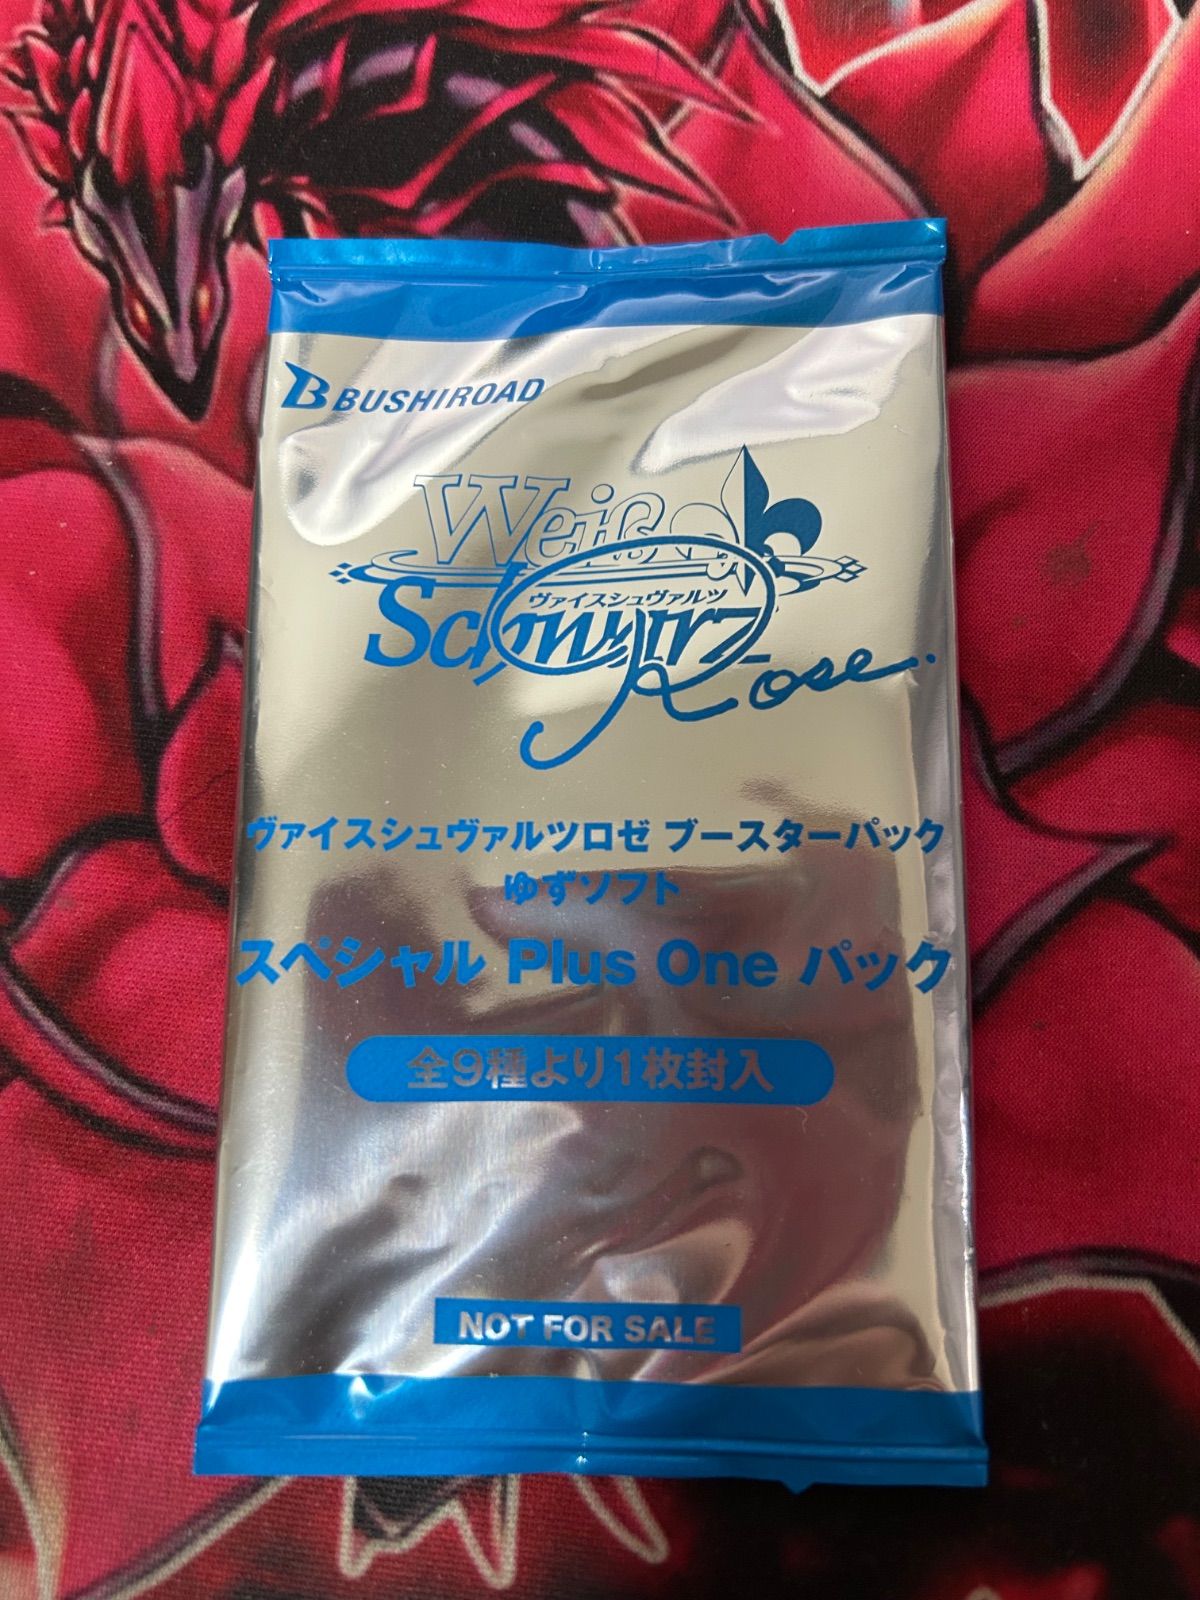 BUSHIROAD
Weiß
ヴァイスシュヴァルツ
Schwarz
Rose
ヴァイスシュヴァルツロゼ ブースターパック
ゆずソフト
スペシャル Plus One パック
全9種より1枚封入
NOT FOR SALE